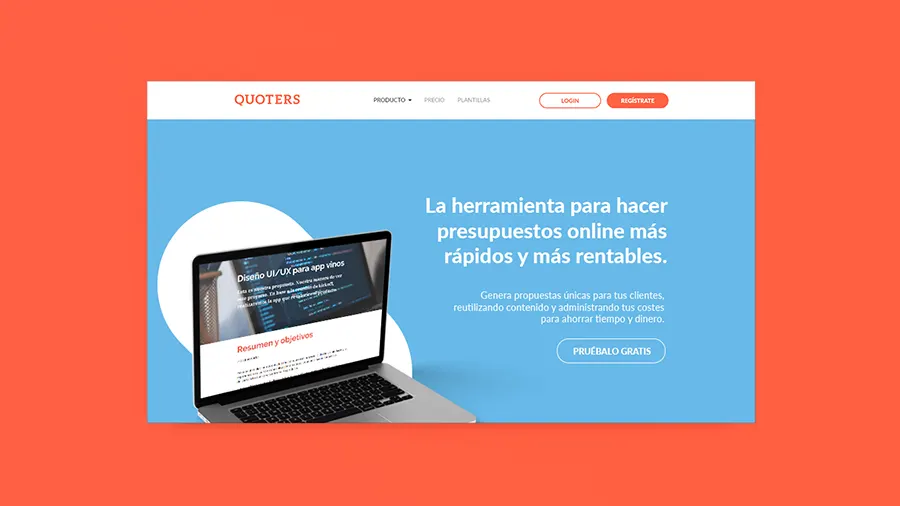 QUOTERS
PRODUCTO
PRECIO
PLANTILLAS
LOGIN
REGÍSTRATE
La herramienta para hacer
presupuestos online más
rápidos y más rentables.
Genera propuestas únicas para tus clientes,
reutilizando contenido y administrando tus costes
para ahorrar tiempo y dinero.
PRUÉBALO GRATIS
Diseño UI/UX para app vinos
Resumen y objetivos